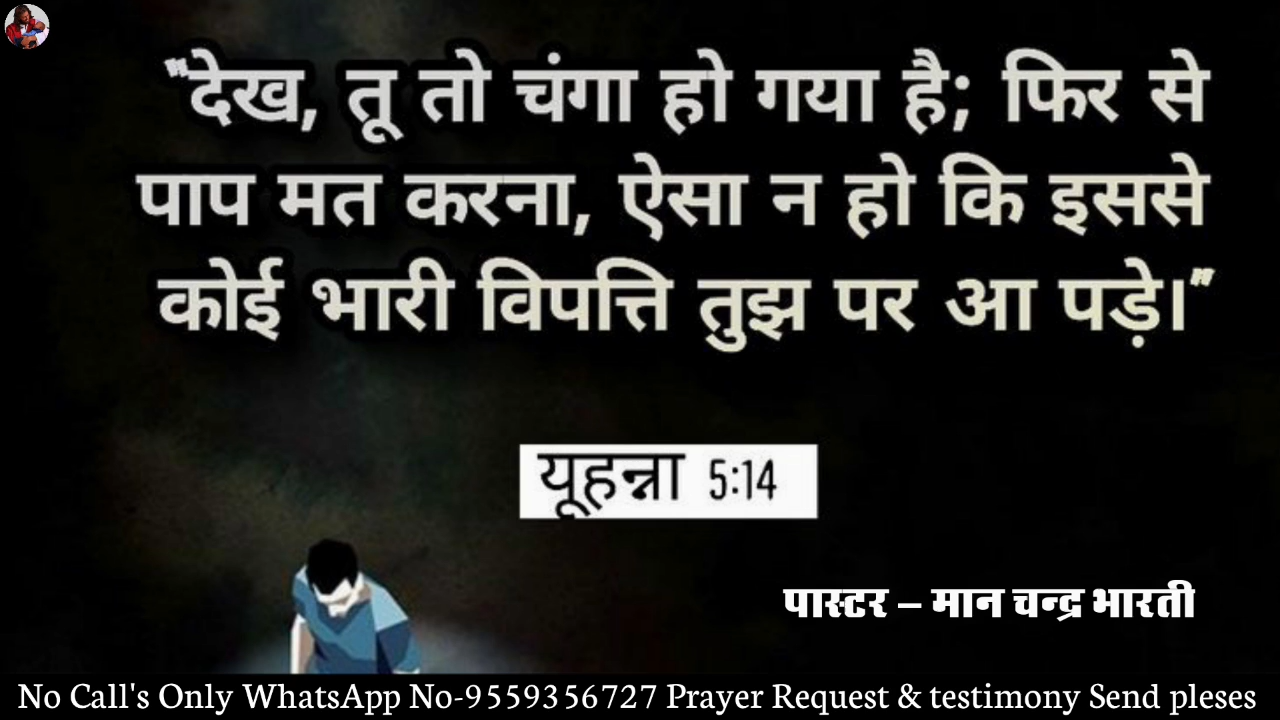 "देख, तू तो चंगा हो गया है; फिर से
पाप मत करना, ऐसा न हो कि इससे
कोई भारी विपत्ति तुझ पर आ पड़े।"
यूहन्ना 5:14
पास्टर – मान चन्द्र भारती
No Call's Only WhatsApp No-9559356727 Prayer Request & testimony Send pleses